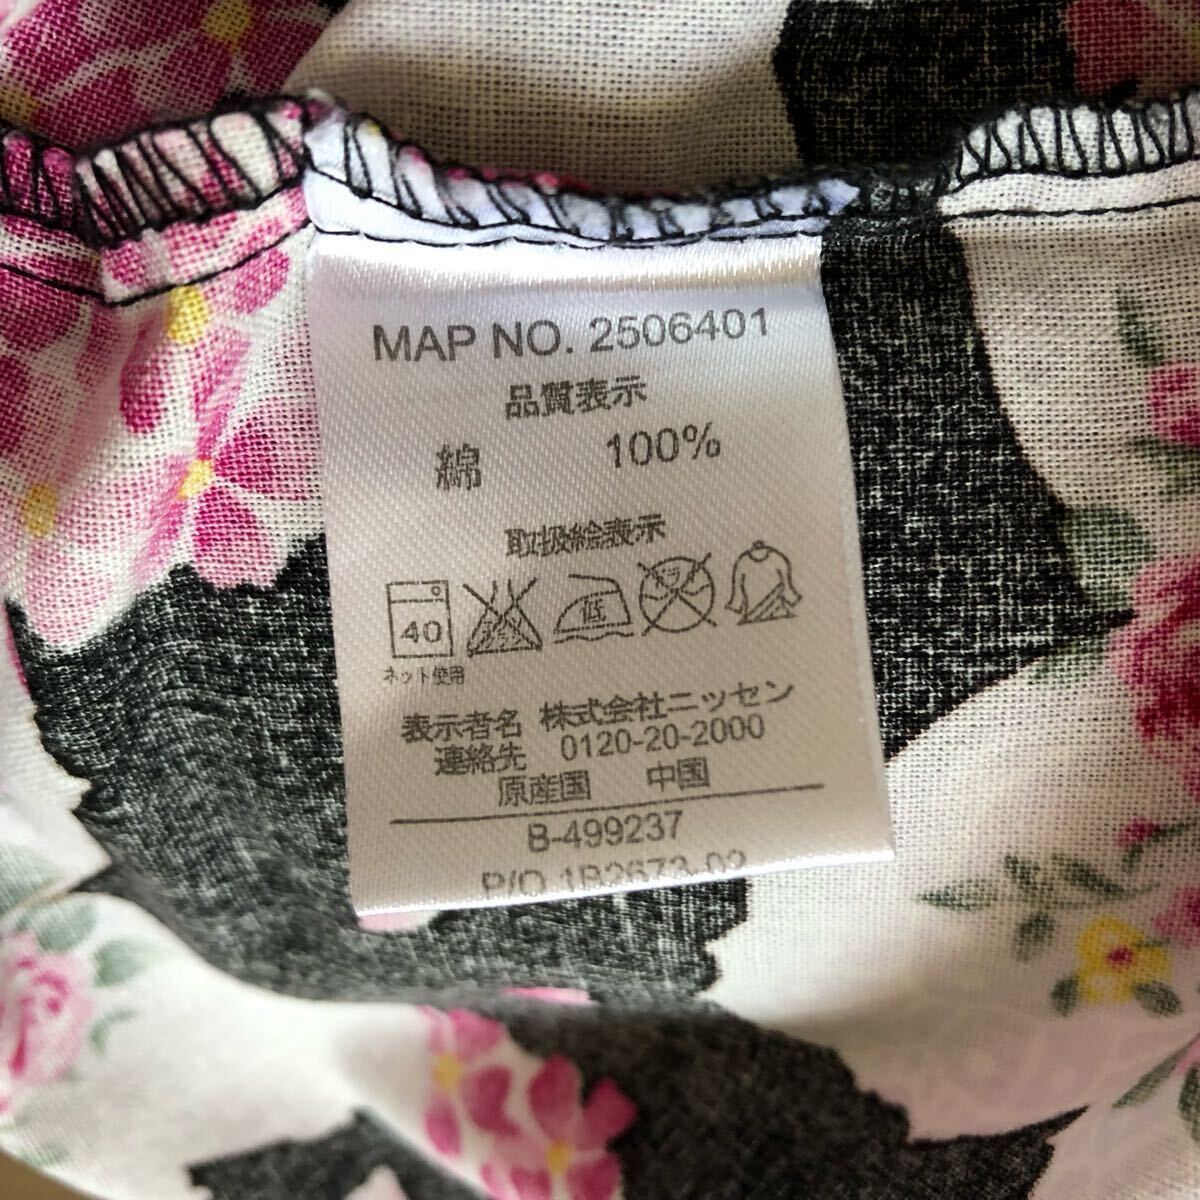 MAP NO. 2506401
品質表示
綿 100%
取扱絵表示
40 低
ネット使用
表示者名 株式会社ニッセン
連絡先 0120-20-2000
原産国 中国
B-499237
P/O 1B2673-02